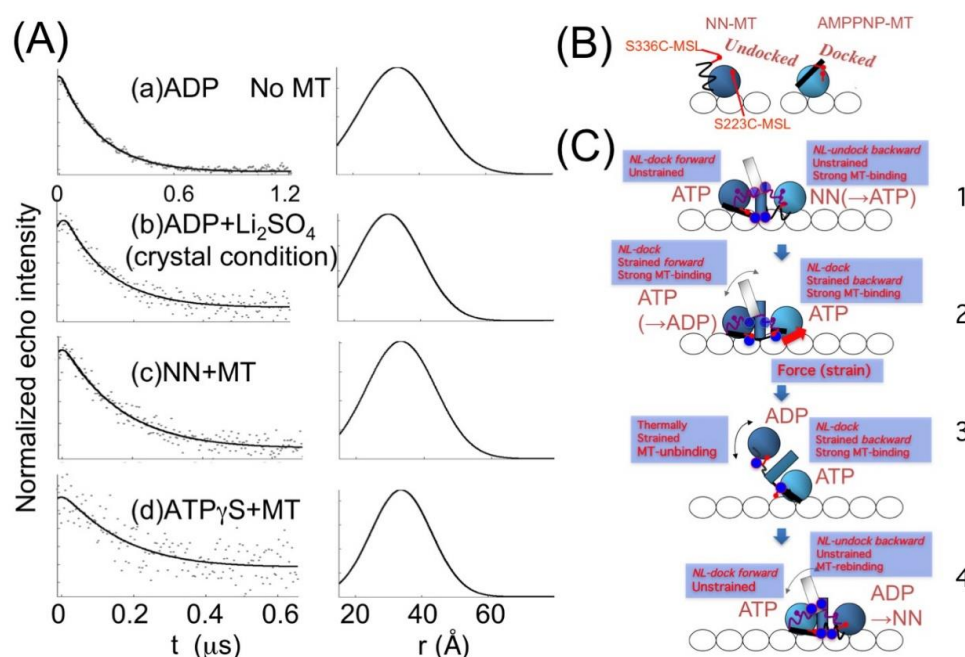 (A)
(a)ADP No MT
0 0.6 1.2
(b)ADP+Li₂SO₄
(crystal condition)
(c)NN+MT
(d)ATPγS+MT
0 0.2 0.4 0.6
t (μs)
20 40 60
r (Å)
Normalized echo intensity
(B)
NN-MT
AMPPNP-MT
S336C-MSL
Undocked
Docked
S223C-MSL
(C)
NL-dock forward
Unstrained
NL-undock backward
Unstrained
Strong MT-binding
ATP
NN(→ATP)
1
NL-dock
Strained forward
Strong MT-binding
NL-dock
Strained backward
Strong MT-binding
ATP
(→ADP)
ATP
2
Force (strain)
ADP
Thermally
Strained
MT-unbinding
NL-dock
Strained backward
Strong MT-binding
ATP
3
NL-dock forward
Unstrained
NL-undock backward
Unstrained
MT-rebinding
ATP
ADP
→NN
4